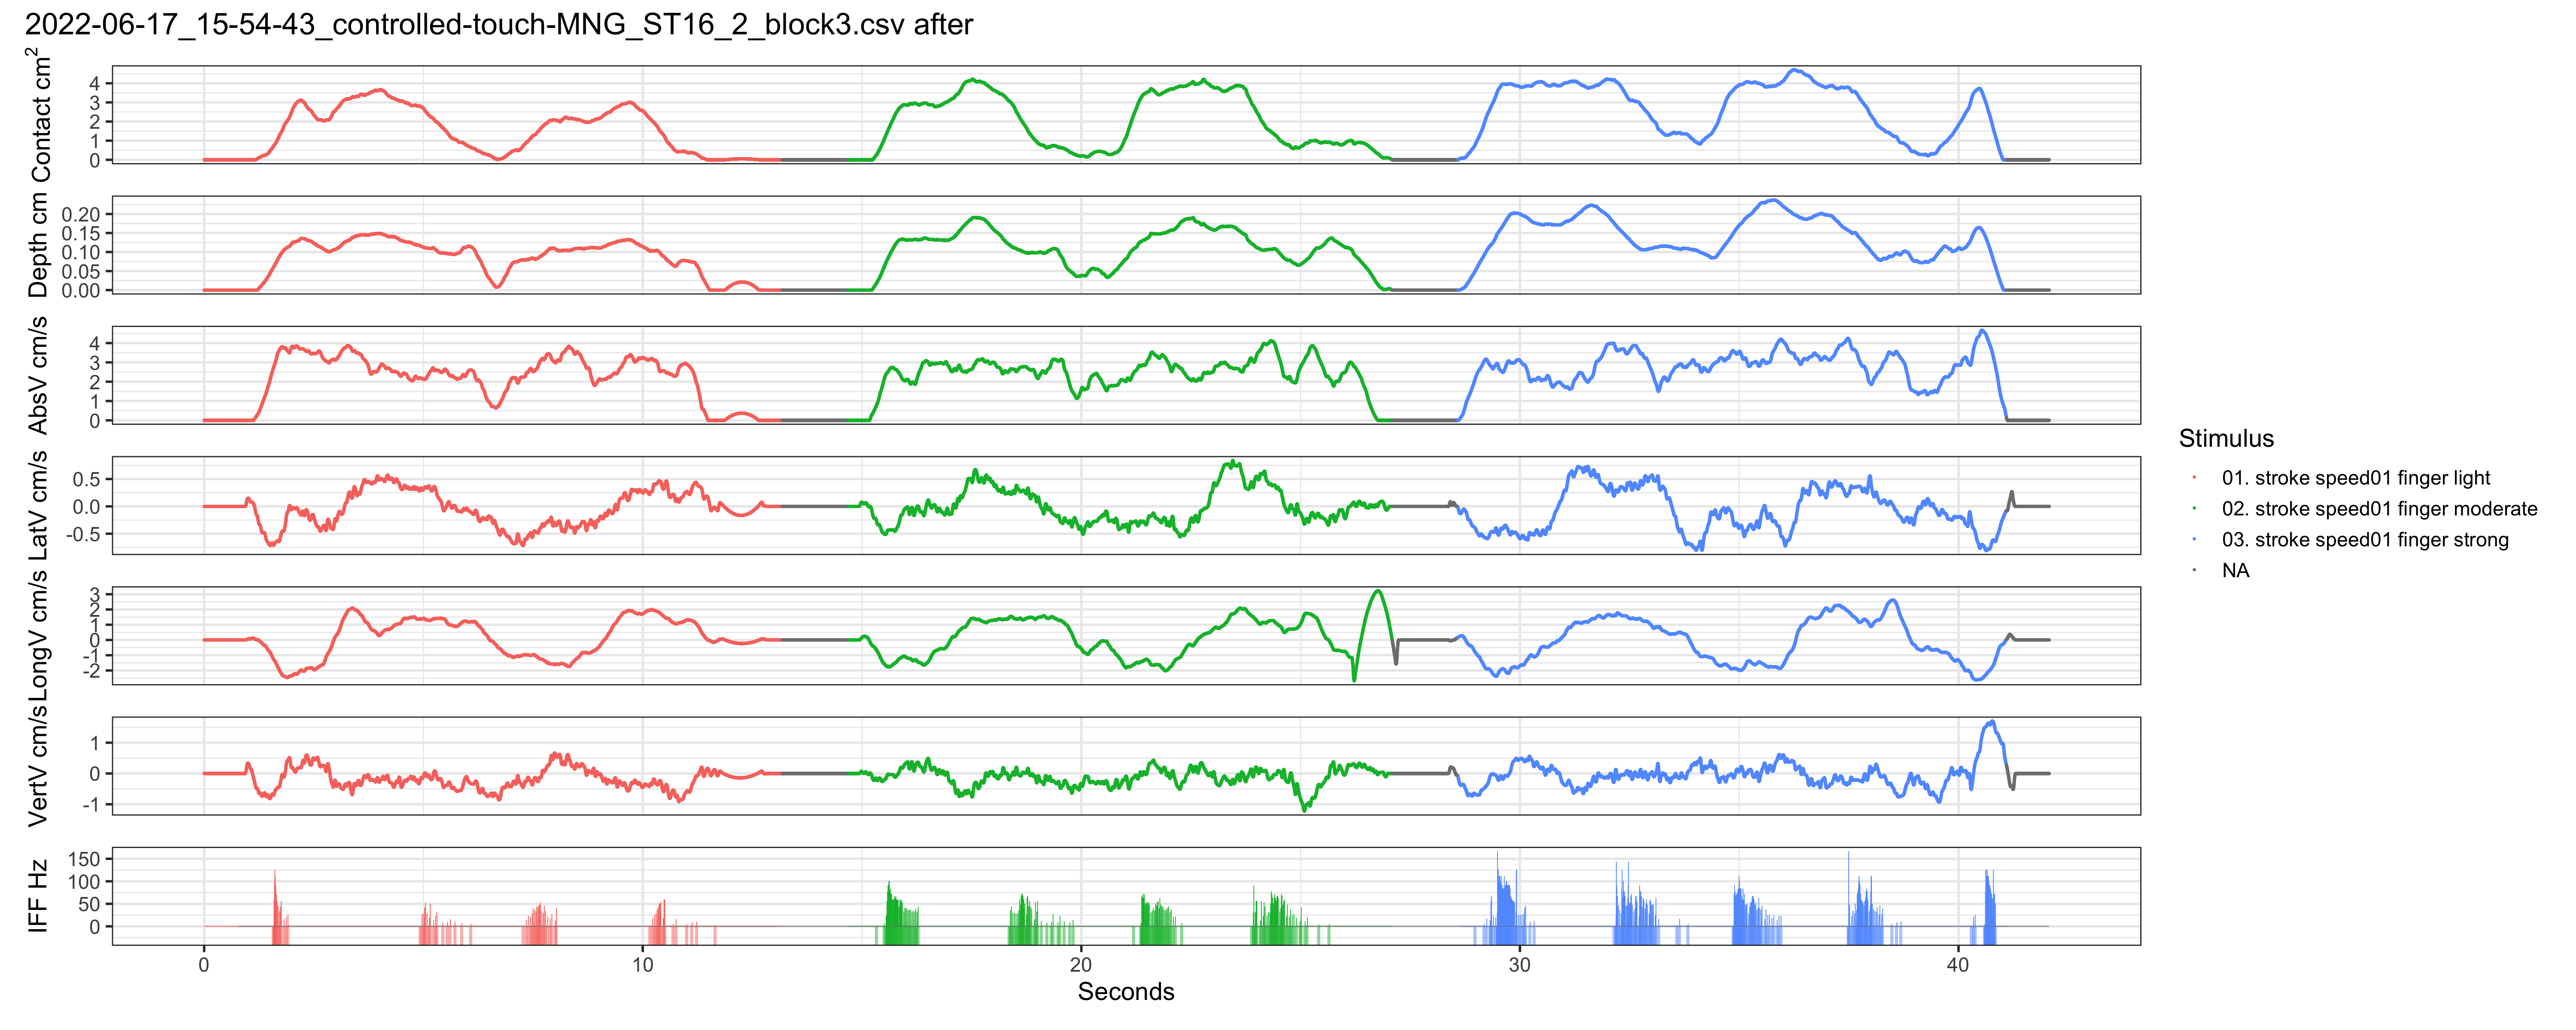 2022-06-17_15-54-43_controlled-touch-MNG_ST16_2_block3.csv after
Contact cm²
4
3
2
1
0
Depth cm
0.20
0.15
0.10
0.05
0.00
AbsV cm/s
4
3
2
1
0
LatV cm/s
0.5
0.0
-0.5
LongV cm/s
3
2
1
0
-1
-2
VertV cm/s
1
0
-1
IFF Hz
150
100
50
0
0 10 20 30 40
Seconds
Stimulus
01. stroke speed01 finger light
02. stroke speed01 finger moderate
03. stroke speed01 finger strong
NA